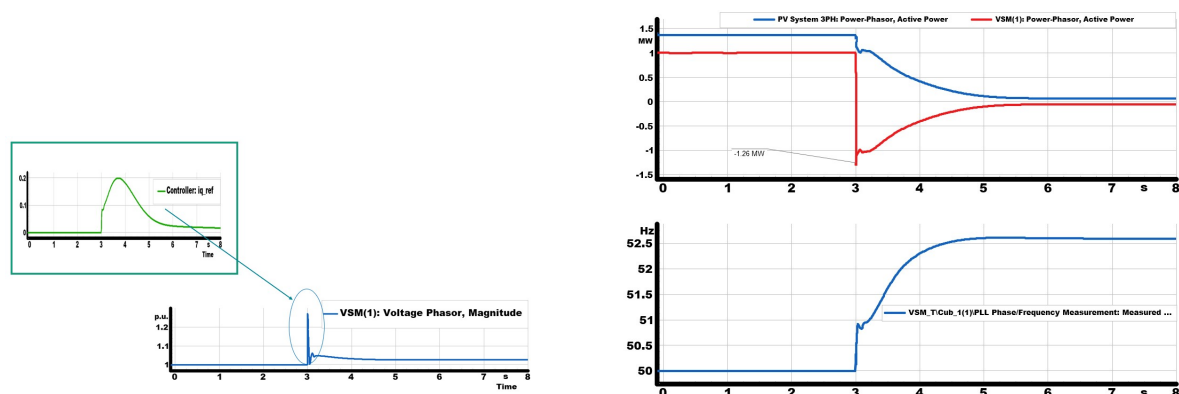 0.2
Controller: iq_ref
0.1
0
0 1 2 3 4 5 6 7 s 8
Time
p.u.
VSM(1): Voltage Phasor, Magnitude
1.2
1.1
1
0 1 2 3 4 5 6 7 s 8
Time
PV System 3PH: Power-Phasor, Active Power VSM(1): Power-Phasor, Active Power
1.5
MW
1
0.5
0
-0.5
-1
-1.26 MW
-1.5
0 1 2 3 4 5 6 7 s 8
Hz
52.5
52
51.5
51
VSM_T\Cub_1(1)\PLL Phase/Frequency Measurement: Measured ...
50.5
50
0 1 2 3 4 5 6 7 s 8